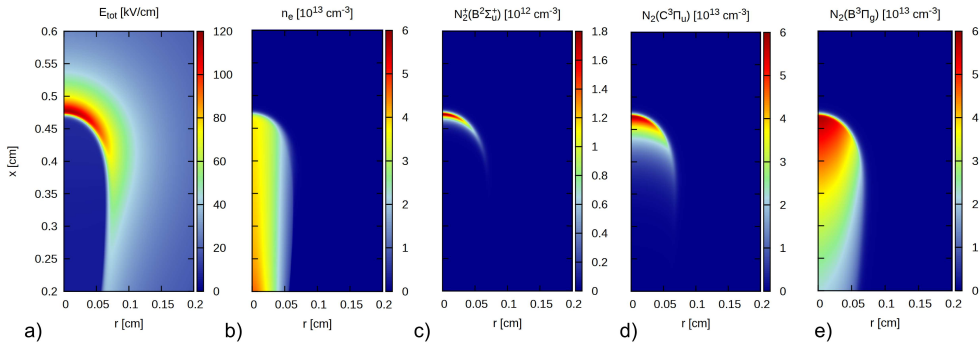 E_tot [kV/cm]
n_e [10^13 cm^-3]
N_2^+(B^2Σ_u^+) [10^12 cm^-3]
N_2(C^3Π_u) [10^13 cm^-3]
N_2(B^3Π_g) [10^13 cm^-3]
x [cm]
0.6
0.55
0.5
0.45
0.4
0.35
0.3
0.25
0.2
0 0.05 0.1 0.15 0.2
r [cm]
120
100
80
60
40
20
0
a)
0 0.05 0.1 0.15 0.2
r [cm]
6
5
4
3
2
1
0
b)
0 0.05 0.1 0.15 0.2
r [cm]
1.8
1.6
1.4
1.2
1
0.8
0.6
0.4
0.2
0
c)
0 0.05 0.1 0.15 0.2
r [cm]
6
5
4
3
2
1
0
d)
0 0.05 0.1 0.15 0.2
r [cm]
6
5
4
3
2
1
0
e)